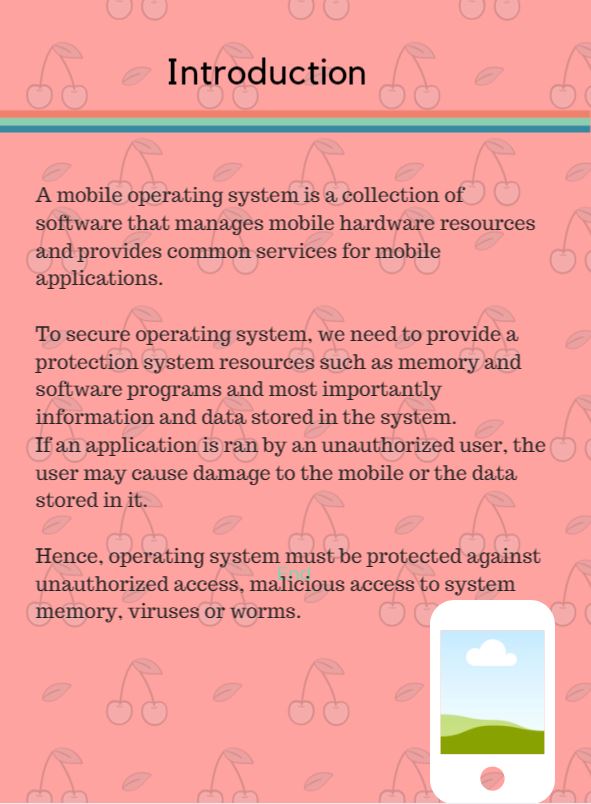 Introduction
A mobile operating system is a collection of
software that manages mobile hardware resources
and provides common services for mobile
applications.
To secure operating system, we need to provide a
protection system resources such as memory and
software programs and most importantly
information and data stored in the system.
If an application is ran by an unauthorized user, the
user may cause damage to the mobile or the data
stored in it.
Hence, operating system must be protected against
End
unauthorized access, malicious access to system
memory, viruses or worms.